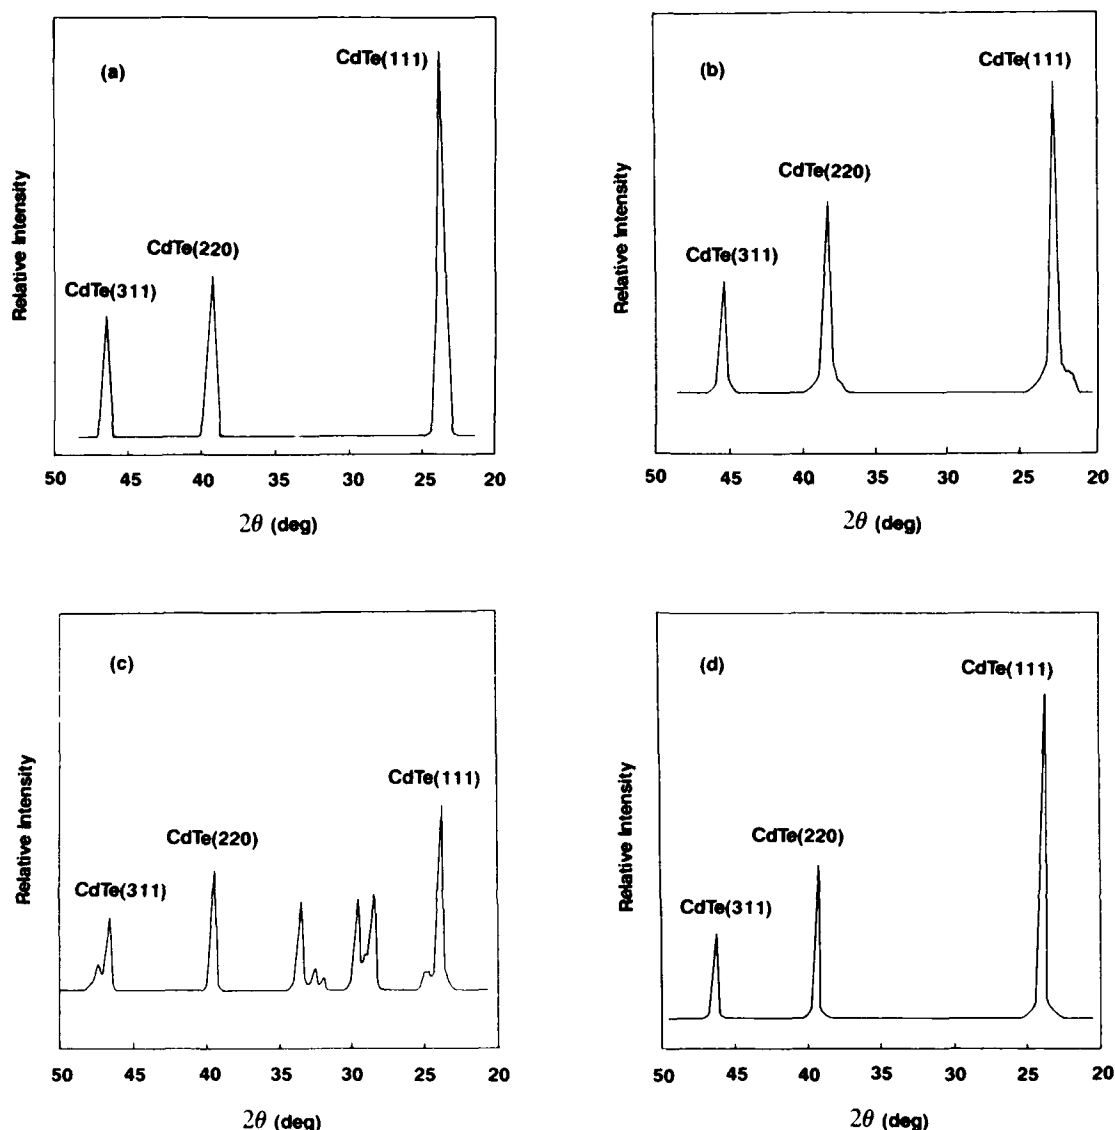 (a)
CdTe(111)
CdTe(220)
CdTe(311)
Relative Intensity
50 45 40 35 30 25 20
2θ (deg)
(b)
CdTe(111)
CdTe(220)
CdTe(311)
Relative Intensity
50 45 40 35 30 25 20
2θ (deg)
(c)
CdTe(111)
CdTe(220)
CdTe(311)
Relative Intensity
50 45 40 35 30 25 20
2θ (deg)
(d)
CdTe(111)
CdTe(220)
CdTe(311)
Relative Intensity
50 45 40 35 30 25 20
2θ (deg)